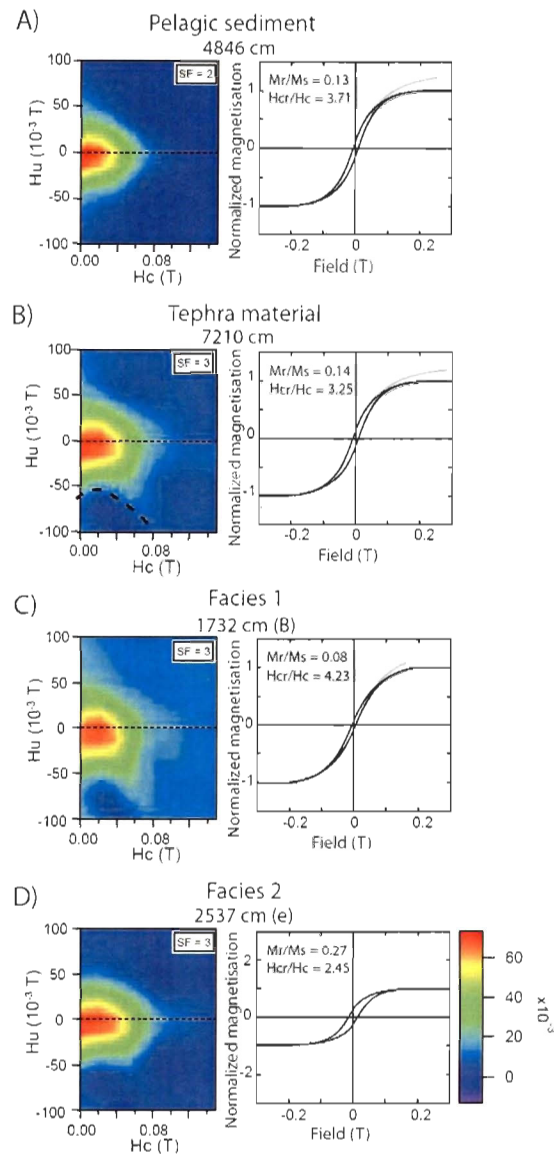 A)
Pelagic sediment
4846 cm
SF = 2
100
50
0
-50
-100
Hu (10-3 T)
0.00
0.08
Hc (T)
Mr/Ms = 0.13
Hcr/Hc = 3.71
Normalized magnetisation
1
0
-1
-0.2
0
0.2
Field (T)
B)
Tephra material
7210 cm
SF = 3
100
50
0
-50
-100
Hu (10-3 T)
0.00
0.08
Hc (T)
Mr/Ms = 0.14
Hcr/Hc = 3.25
Normalized magnetisation
1
0
-1
-0.2
0
0.2
Field (T)
C)
Facies 1
1732 cm (B)
SF = 3
100
50
0
-50
-100
Hu (10-3 T)
0.00
0.08
Hc (T)
Mr/Ms = 0.08
Hcr/Hc = 4.23
Normalized magnetisation
1
0
-1
-0.2
0
0.2
Field (T)
D)
Facies 2
2537 cm (e)
SF = 3
100
50
0
-50
-100
Hu (10-3 T)
0.00
0.08
Hc (T)
Mr/Ms = 0.27
Hcr/Hc = 2.45
Normalized magnetisation
2
0
-2
-0.2
0
0.2
Field (T)
60
40
20
0
x10-3